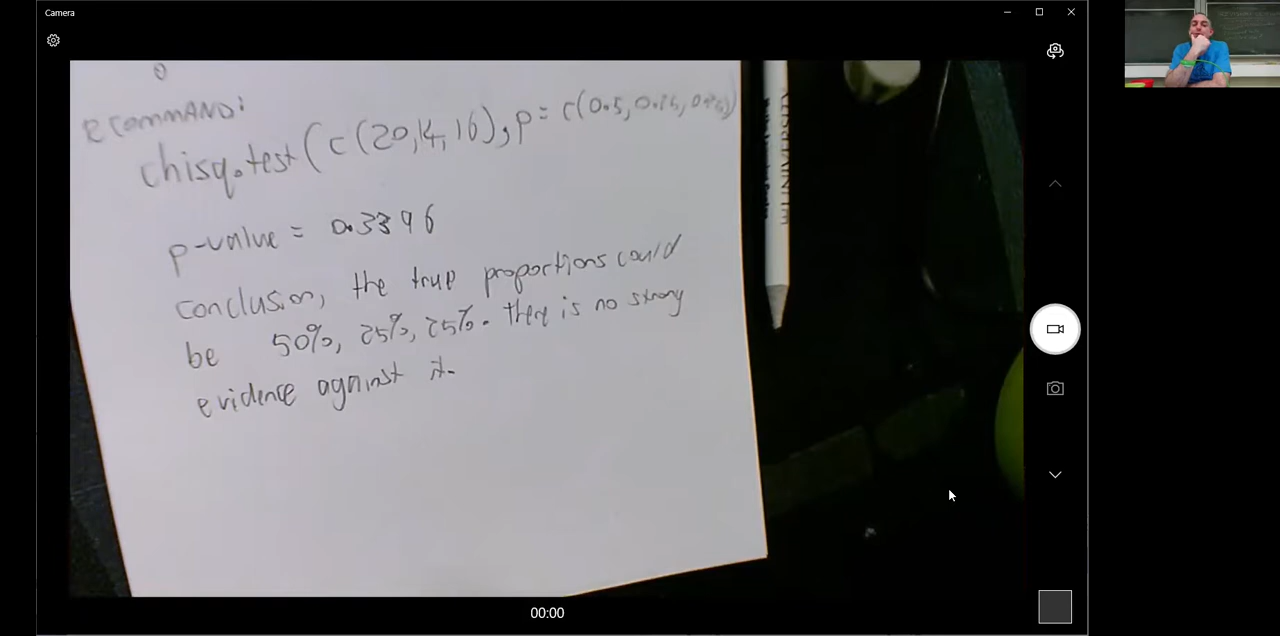 Camera
R COMMAND:
chisq.test(c(20,14,16), p = c(0.5, 0.25, 0.25))
p-value = 0.3396
conclusion, the true proportions could
be 50%, 25%, 25%. there is no strong
evidence against it.
00:00